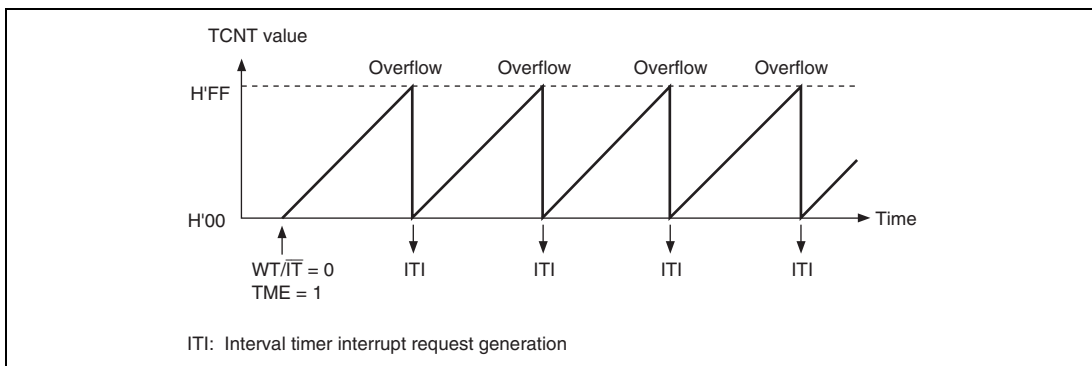 TCNT value
Overflow Overflow Overflow Overflow
H'FF
H'00
Time
WT/I̅T̅ = 0
TME = 1
ITI ITI ITI ITI
ITI: Interval timer interrupt request generation